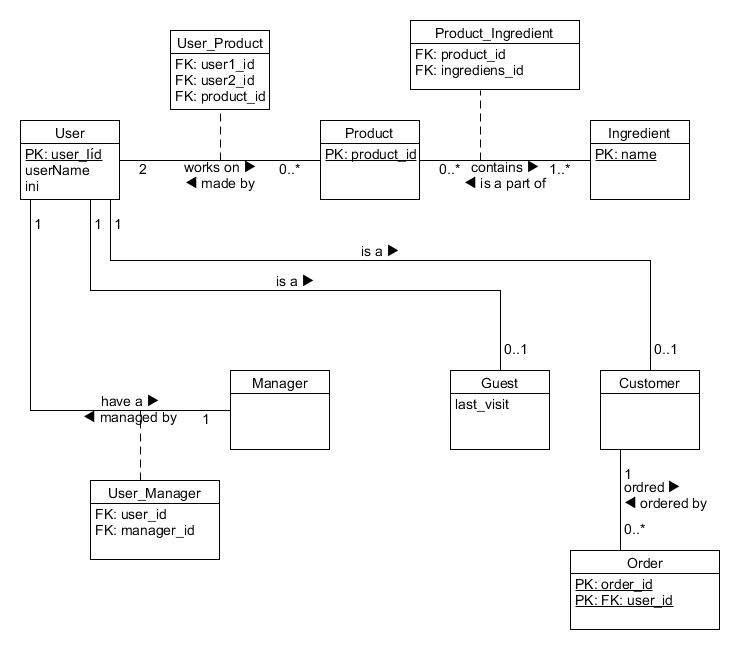 User_Product
FK: user1_id
FK: user2_id
FK: product_id
Product_Ingredient
FK: product_id
FK: ingrediens_id
User
PK: user_Iíd
userName
ini
2
works on ▶
◀ made by
0..*
Product
PK: product_id
0..*
contains ▶
◀ is a part of
1..*
Ingredient
PK: name
1
1
1
is a ▶
is a ▶
0..1
0..1
have a ▶
◀ managed by
1
Manager
Guest
last_visit
Customer
User_Manager
FK: user_id
FK: manager_id
1
ordred ▶
◀ ordered by
0..*
Order
PK: order_id
PK: FK: user_id